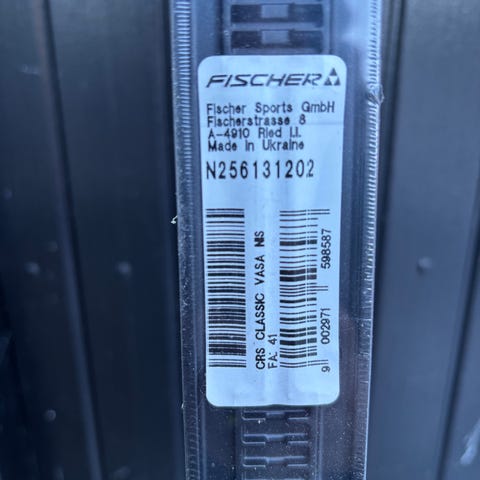 FISCHER
Fischer Sports GmbH
Fischerstrasse 8
A-4910 Ried I.I.
Made in Ukraine
N256131202
CRS CLASSIC VASA NIS
FA: 41
9 002971 598587